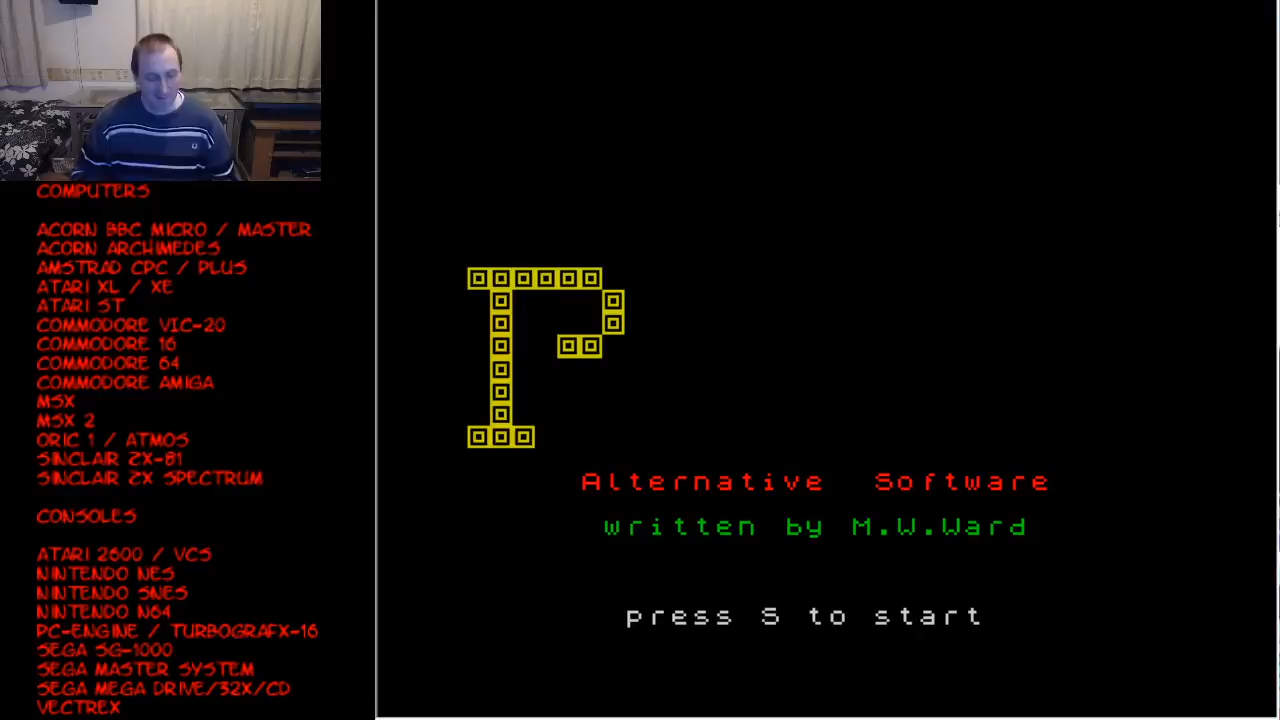 COMPUTERS
ACORN BBC MICRO / MASTER
ACORN ARCHIMEDES
AMSTRAD CPC / PLUS
ATARI XL / XE
ATARI ST
COMMODORE VIC-20
COMMODORE 16
COMMODORE 64
COMMODORE AMIGA
MSX
MSX 2
ORIC 1 / ATMOS
SINCLAIR ZX-81
SINCLAIR ZX SPECTRUM
CONSOLES
ATARI 2600 / VCS
NINTENDO NES
NINTENDO SNES
NINTENDO N64
PC-ENGINE / TURBOGRAFX-16
SEGA SG-1000
SEGA MASTER SYSTEM
SEGA MEGA DRIVE/32X/CD
VECTREX
P
Alternative Software
written by M.W.Ward
press S to start